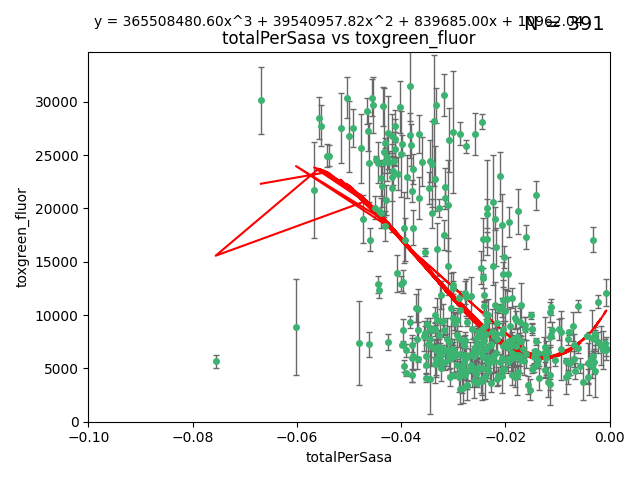 y = 365508480.60x^3 + 39540957.82x^2 + 839685.00x +
N = 391
totalPerSasa vs toxgreen_fluor
30000
25000
20000
15000
10000
5000
0
toxgreen_fluor
−0.10 −0.08 −0.06 −0.04 −0.02 0.00
totalPerSasa